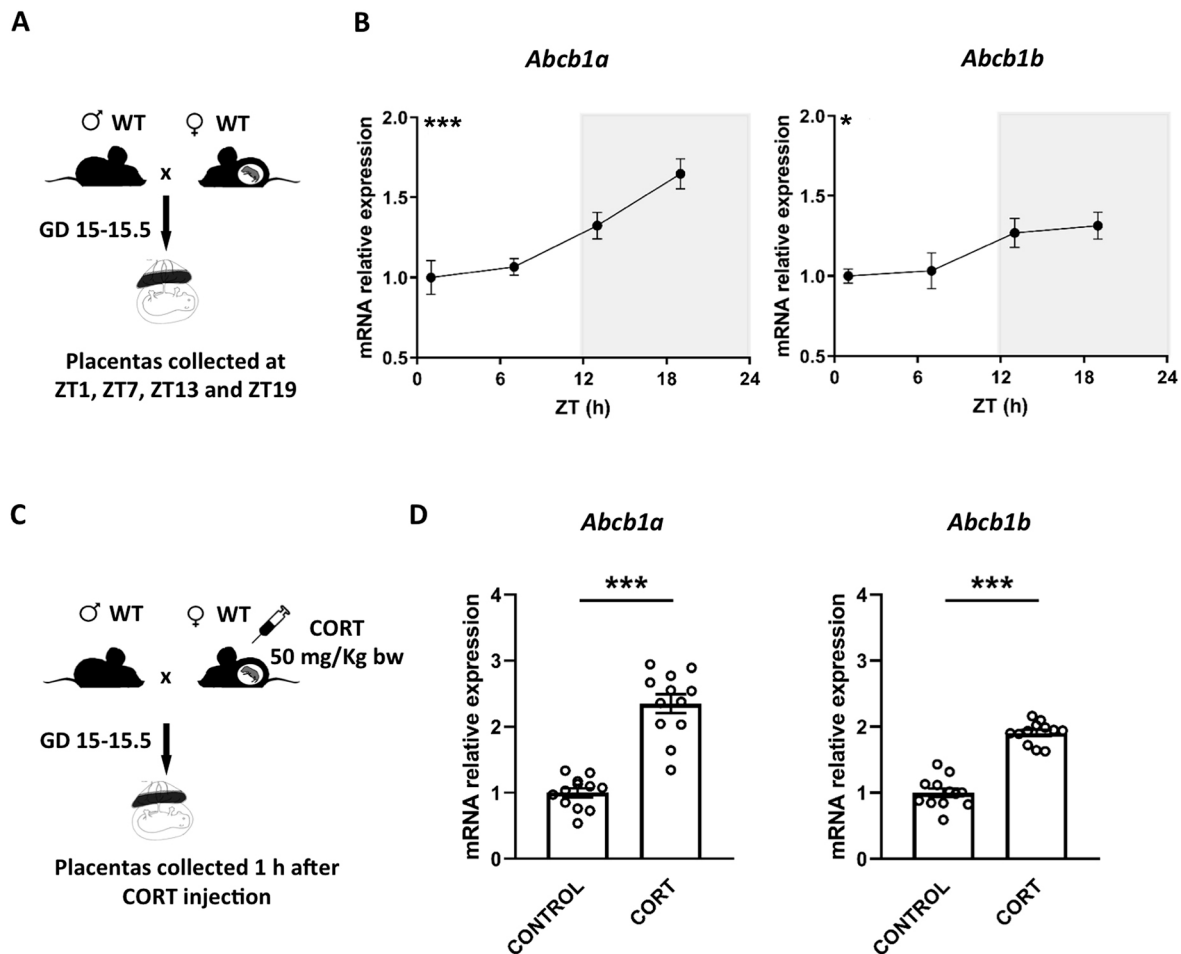 A
♂ WT ♀ WT
x
GD 15-15.5
Placentas collected at
ZT1, ZT7, ZT13 and ZT19
B
Abcb1a
***
mRNA relative expression
2.0
1.5
1.0
0.5
0 6 12 18 24
ZT (h)
Abcb1b
*
mRNA relative expression
2.0
1.5
1.0
0.5
0 6 12 18 24
ZT (h)
C
♂ WT ♀ WT
CORT
50 mg/Kg bw
x
GD 15-15.5
Placentas collected 1 h after
CORT injection
D
Abcb1a
***
mRNA relative expression
4
3
2
1
0
CONTROL
CORT
Abcb1b
***
mRNA relative expression
4
3
2
1
0
CONTROL
CORT